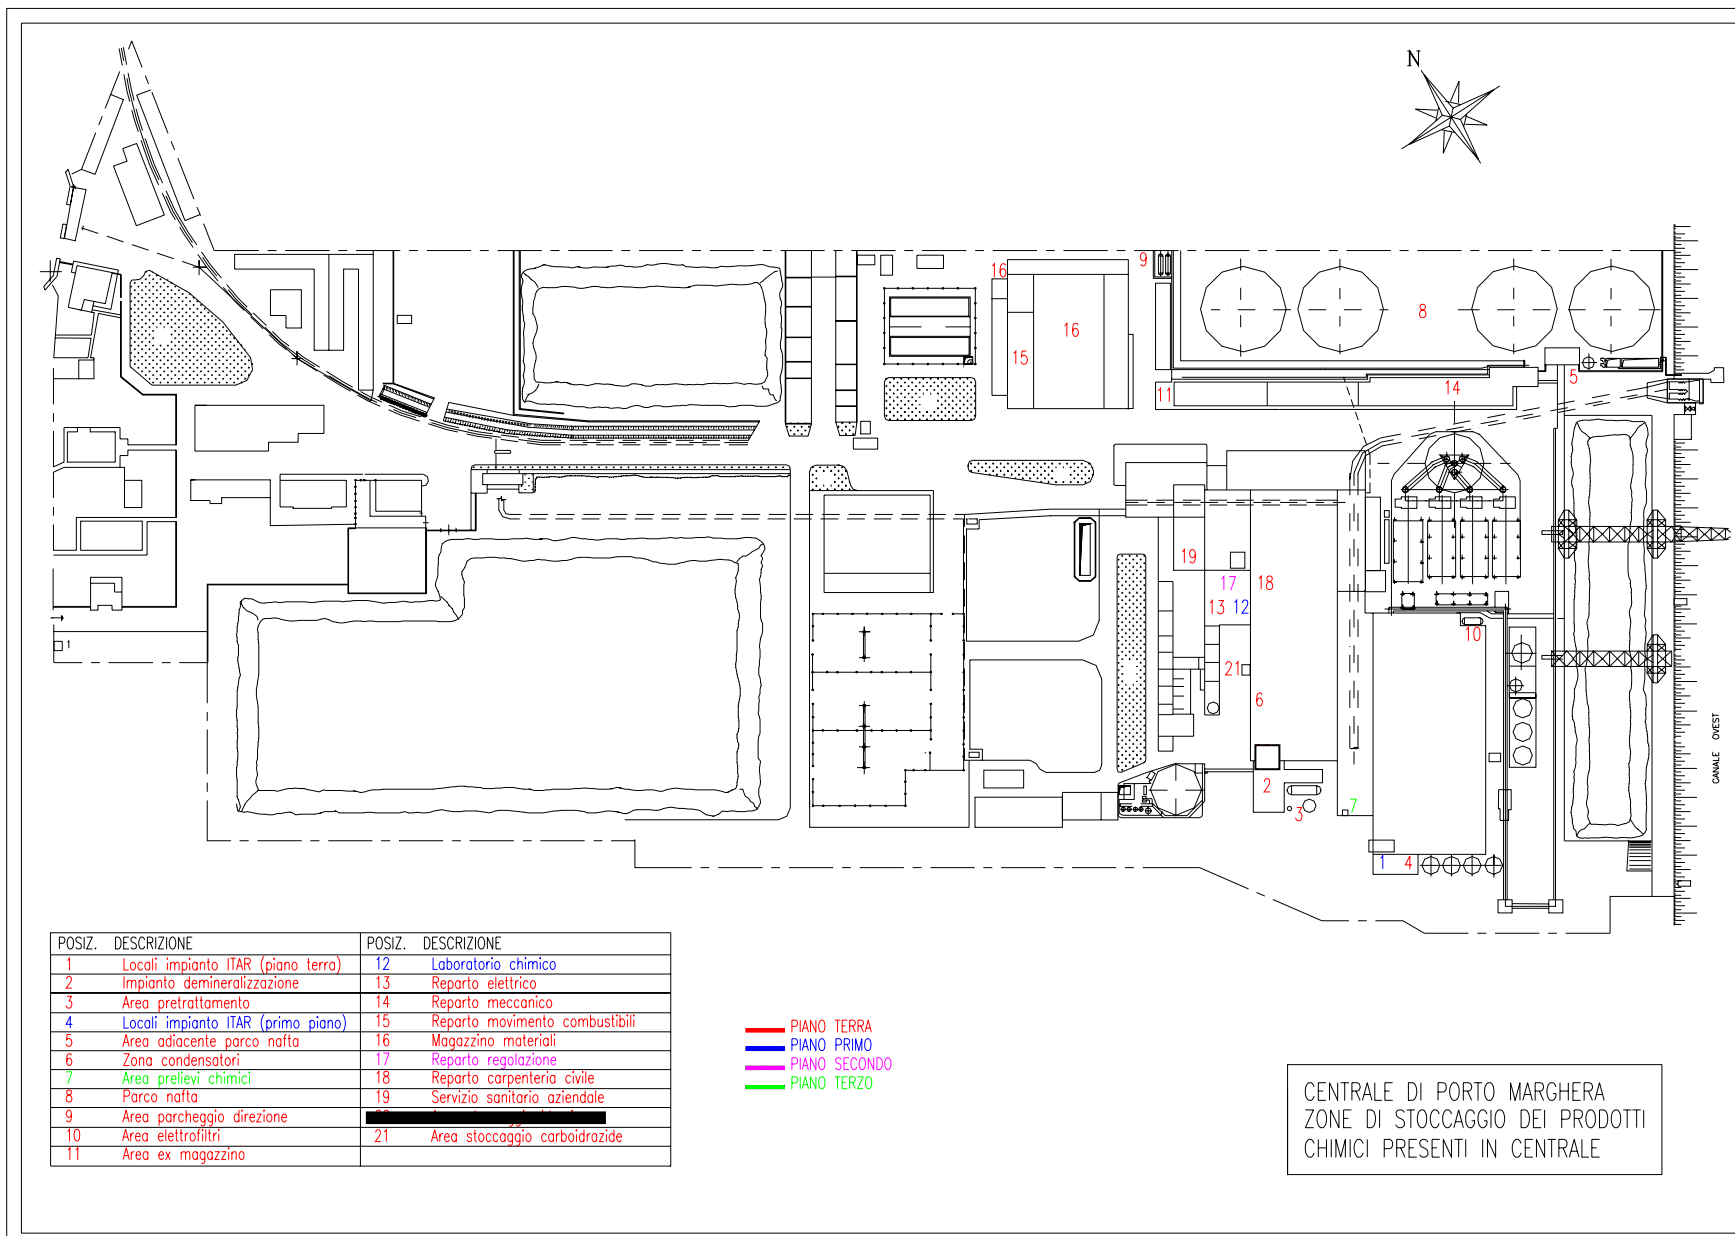 N
16
9
8
16
15
5
11
14
19
17
18
13
12
10
21
6
1
2
3
7
1
4
CANALE OVEST
POSIZ. DESCRIZIONE POSIZ. DESCRIZIONE
1 Locali impianto ITAR (piano terra) 12 Laboratorio chimico
2 Impianto demineralizzazione 13 Reparto elettrico
3 Area pretrattamento 14 Reparto meccanico
4 Locali impianto ITAR (primo piano) 15 Reparto movimento combustibili
5 Area adiacente parco nafta 16 Magazzino materiali
6 Zona condensatori 17 Reparto regolazione
7 Area prelievi chimici 18 Reparto carpenteria civile
8 Parco nafta 19 Servizio sanitario aziendale
9 Area parcheggio direzione
10 Area elettrofiltri 21 Area stoccaggio carboidrazide
11 Area ex magazzino
PIANO TERRA
PIANO PRIMO
PIANO SECONDO
PIANO TERZO
CENTRALE DI PORTO MARGHERA
ZONE DI STOCCAGGIO DEI PRODOTTI
CHIMICI PRESENTI IN CENTRALE